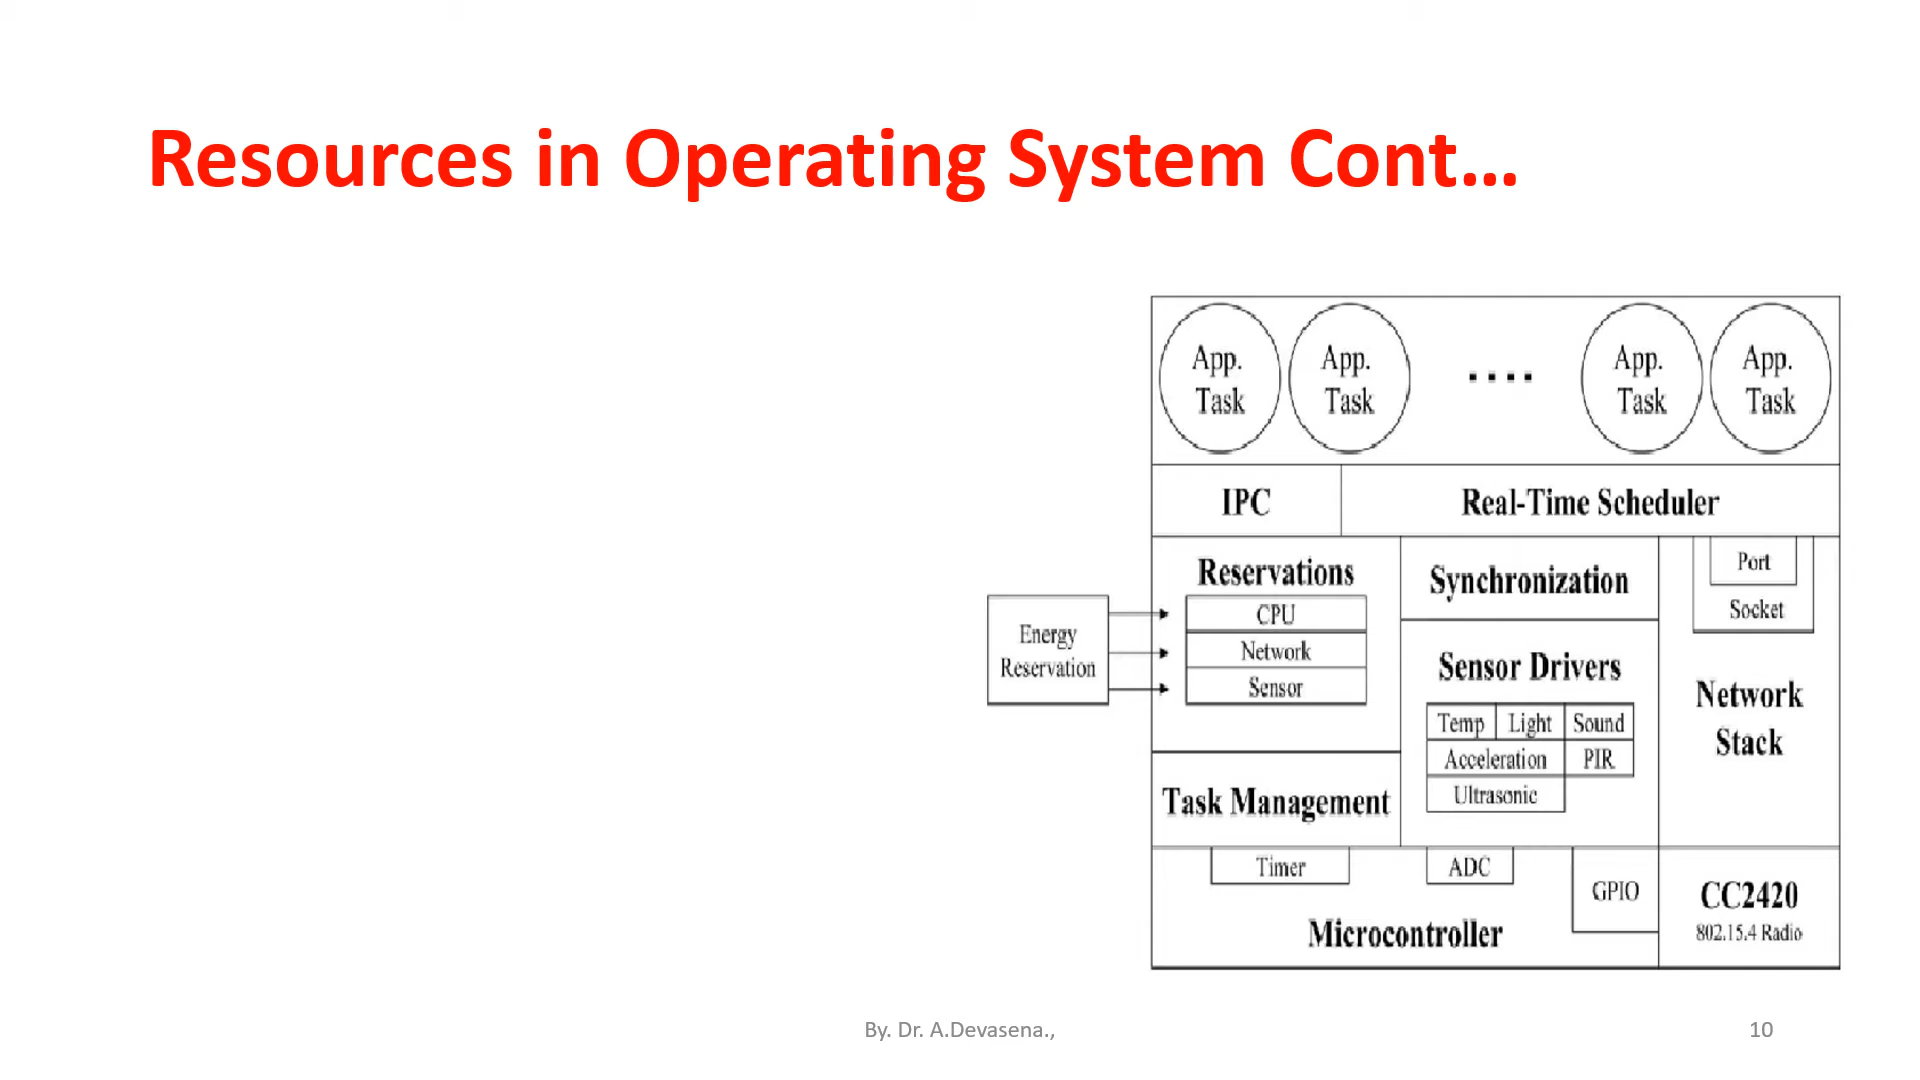 Resources in Operating System Cont…
App.
Task
App.
Task
....
App.
Task
App.
Task
IPC
Real-Time Scheduler
Energy
Reservation
Reservations
CPU
Network
Sensor
Task Management
Synchronization
Sensor Drivers
Temp Light Sound
Acceleration PIR
Ultrasonic
Port
Socket
Network
Stack
Timer
ADC
GPIO
Microcontroller
CC2420
802.15.4 Radio
By. Dr. A.Devasena.,
10